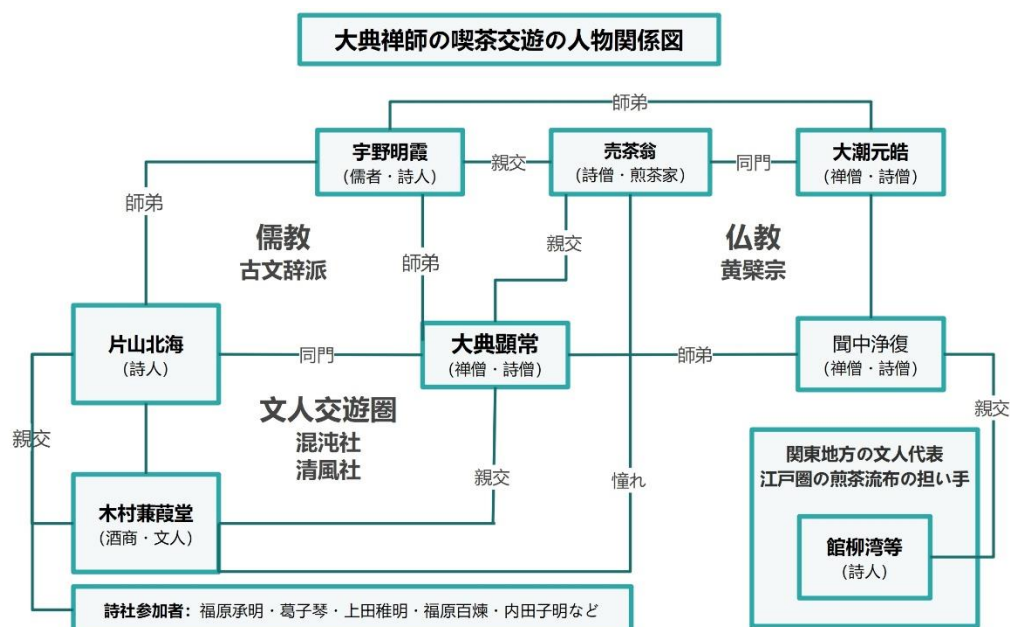 大典禅師の喫茶交遊の人物関係図
師弟
宇野明霞
(儒者・詩人)
親交
売茶翁
(詩僧・煎茶家)
同門
大潮元皓
(禅僧・詩僧)
師弟
儒教
古文辞派
師弟
親交
仏教
黄檗宗
片山北海
(詩人)
同門
大典顕常
(禅僧・詩僧)
師弟
聞中浄復
(禅僧・詩僧)
親交
文人交遊圏
混沌社
清風社
親交
親交
憧れ
関東地方の文人代表
江戸圏の煎茶流布の担い手
木村蒹葭堂
(酒商・文人)
館柳湾等
(詩人)
詩社参加者：福原承明・葛子琴・上田稚明・福原百煉・内田子明など